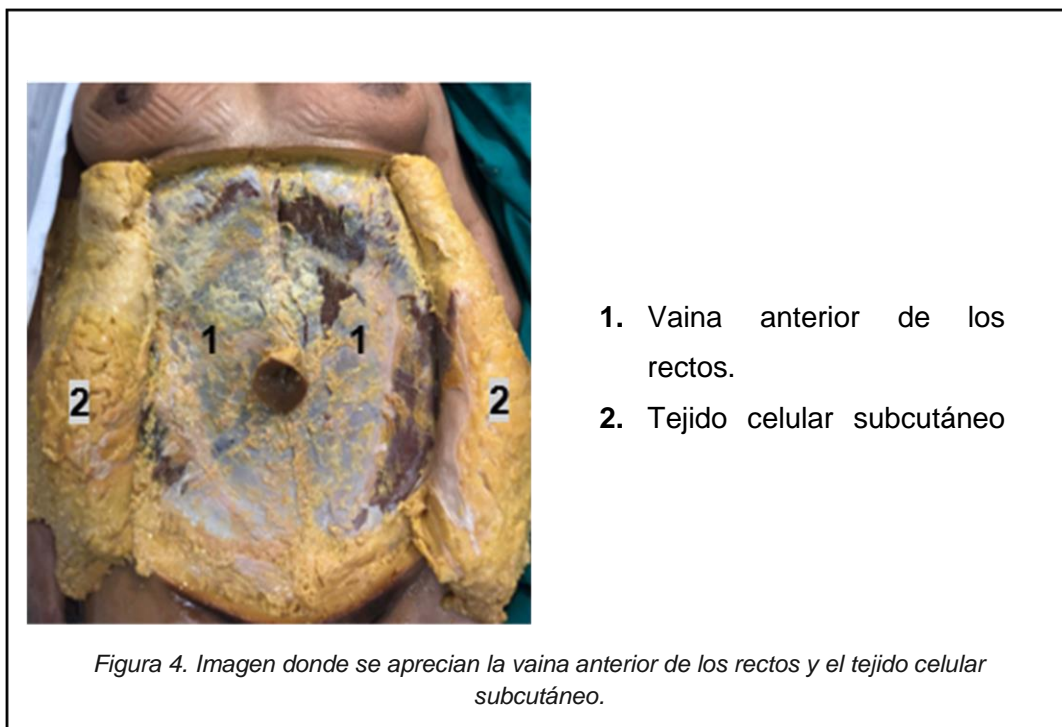 1 1
2 2
1. Vaina anterior de los
rectos.
2. Tejido celular subcutáneo
Figura 4. Imagen donde se aprecian la vaina anterior de los rectos y el tejido celular
subcutáneo.